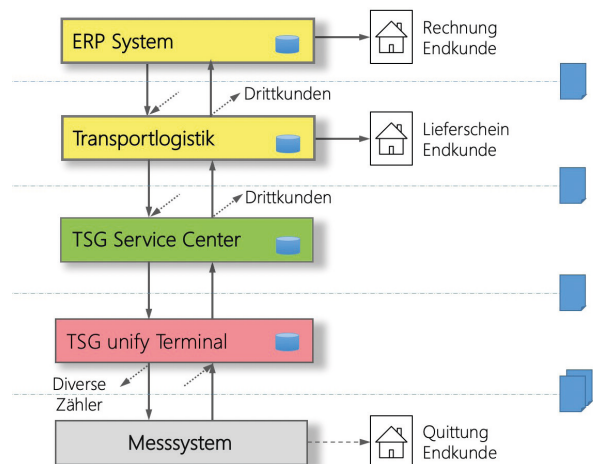 ERP System
Rechnung
Endkunde
Drittkunden
Transportlogistik
Lieferschein
Endkunde
Drittkunden
TSG Service Center
TSG unify Terminal
Diverse
Zähler
Messsystem
Quittung
Endkunde